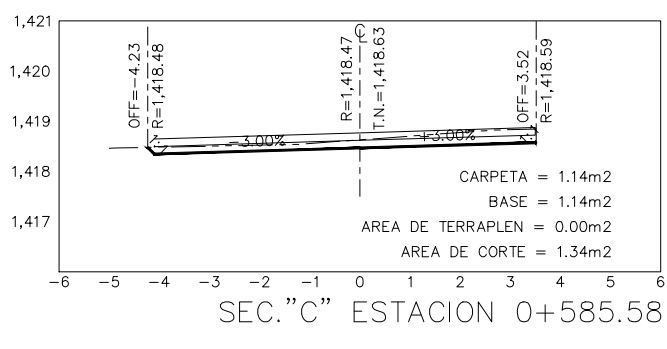 1,421
1,420
1,419
1,418
1,417
OFF=-4.23
R=1,418.48
R=1,418.47
℄
T.N.=1,418.63
OFF=3.52
R=1,418.59
-3.00%
+3.00%
CARPETA = 1.14m2
BASE = 1.14m2
AREA DE TERRAPLEN = 0.00m2
AREA DE CORTE = 1.34m2
-6 -5 -4 -3 -2 -1 0 1 2 3 4 5 6
SEC."C" ESTACION 0+585.58